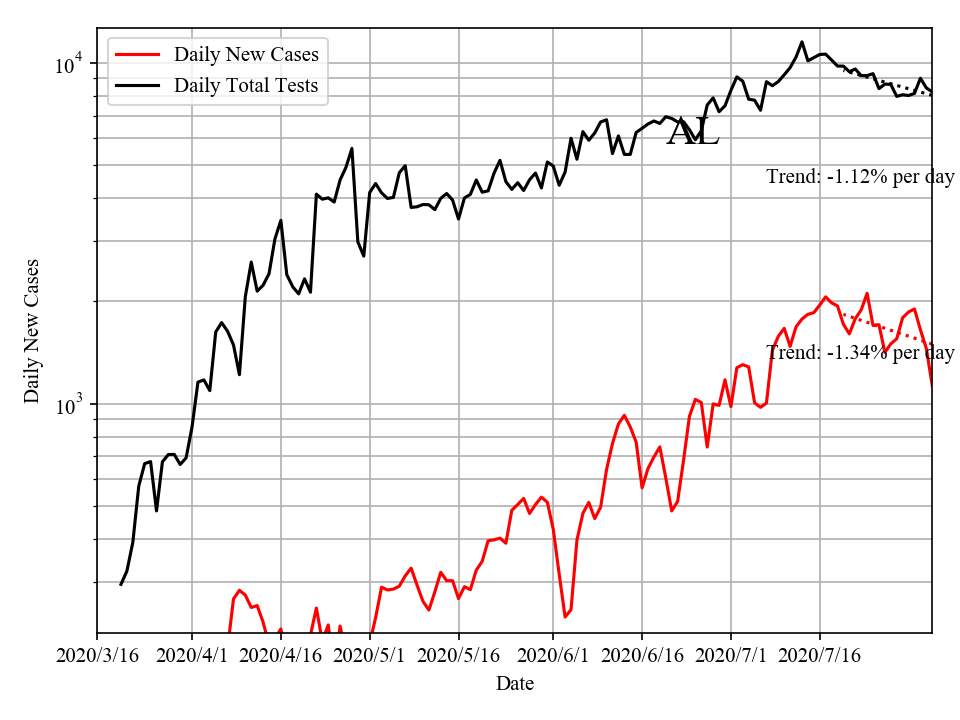 Daily New Cases
Daily Total Tests
10^4
AL
Trend: -1.12% per day
Trend: -1.34% per day
10^3
Daily New Cases
2020/3/16 2020/4/1 2020/4/16 2020/5/1 2020/5/16 2020/6/1 2020/6/16 2020/7/1 2020/7/16
Date